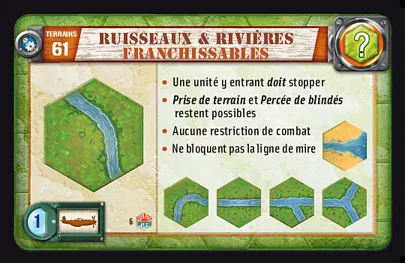 TERRAINS
61
RUISSEAUX & RIVIÈRES
FRANCHISSABLES
?
• Une unité y entrant doit stopper
• Prise de terrain et Percée de blindés
restent possibles
• Aucune restriction de combat
• Ne bloquent pas la ligne de mire
1
6